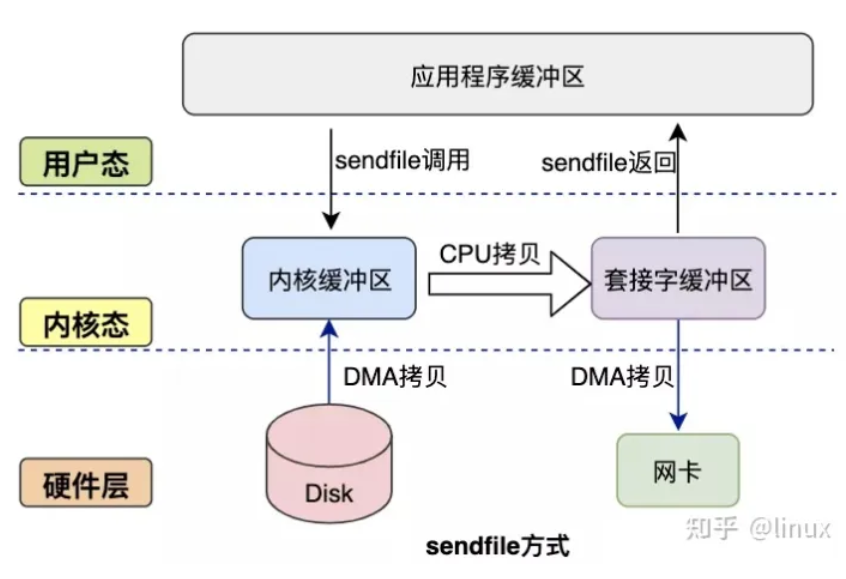 应用程序缓冲区
用户态
sendfile调用
sendfile返回
内核缓冲区
CPU拷贝
套接字缓冲区
内核态
DMA拷贝
DMA拷贝
硬件层
Disk
网卡
知乎 @linux
sendfile方式